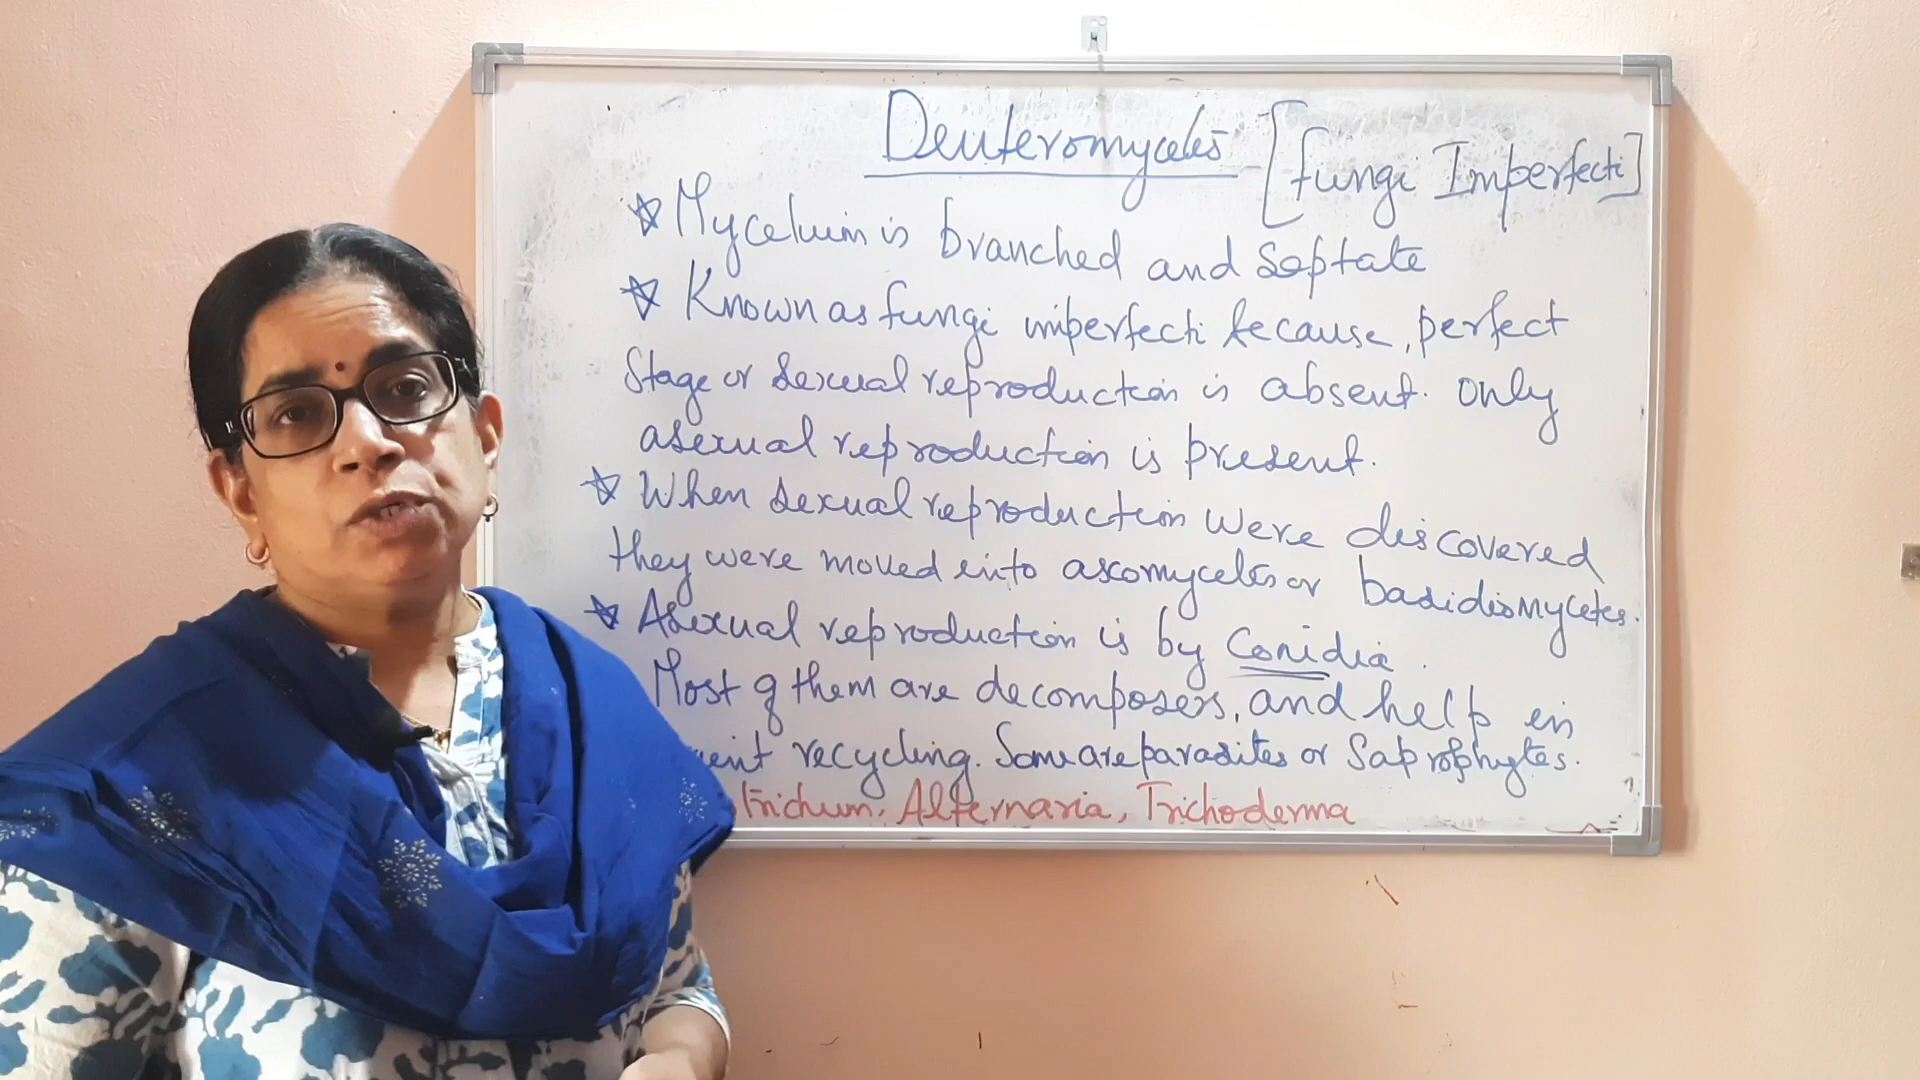 Deuteromycetes - [fungi Imperfecti]
☆ Mycelium is branched and Septate
☆ Known as fungi imperfecti because, perfect
Stage or sexual reproduction is absent. only
asexual reproduction is present.
☆ When sexual reproduction were discovered
they were moved into ascomycetes or basidiomycetes.
☆ Asexual reproduction is by Conidia.
Most of them are decomposers, and help in
recycling. Some are parasites or Saprophytes.
Alternaria, Trichoderma